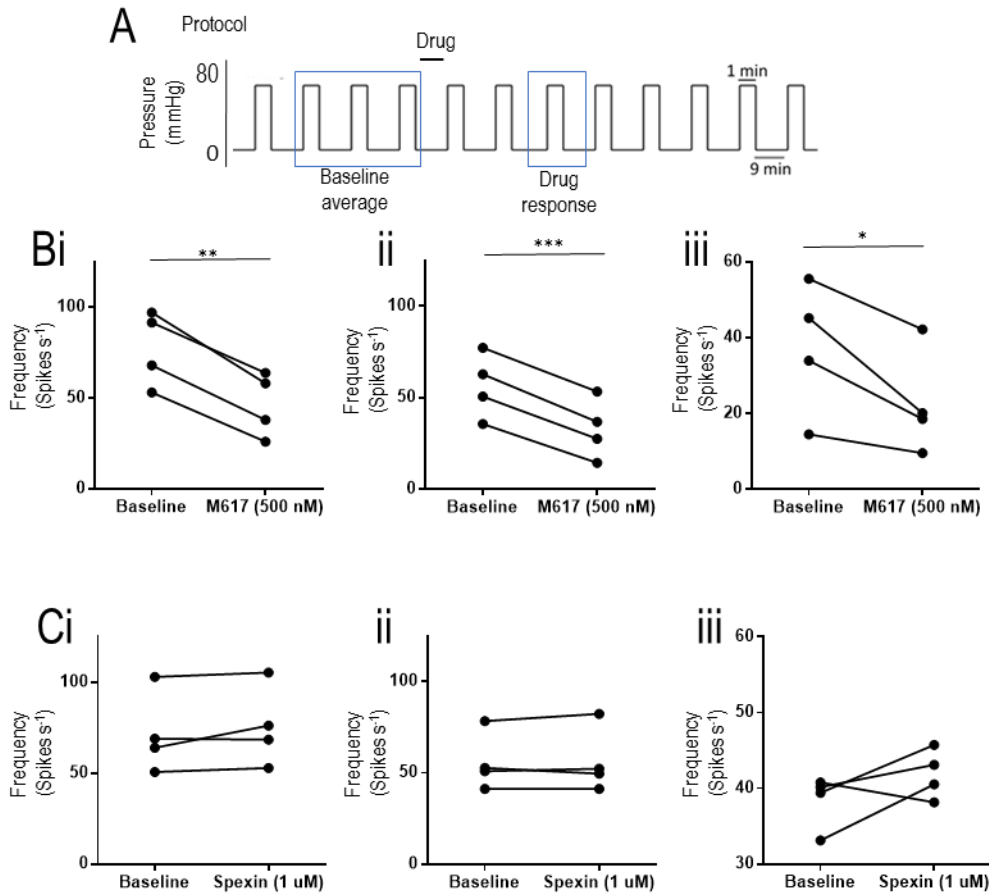 A
Protocol
Drug
80
Pressure
(m mHg)
0
1 min
9 min
Baseline
average
Drug
response
Bi
**
100
50
0
Frequency
(Spikes s-1)
Baseline
M617 (500 nM)
ii
***
100
50
0
Frequency
(Spikes s-1)
Baseline
M617 (500 nM)
iii
*
60
40
20
0
Frequency
(Spikes s-1)
Baseline
M617 (500 nM)
Ci
100
50
0
Frequency
(Spikes s-1)
Baseline
Spexin (1 uM)
ii
100
50
0
Frequency
(Spikes s-1)
Baseline
Spexin (1 uM)
iii
60
50
40
30
Frequency
(Spikes s-1)
Baseline
Spexin (1 uM)